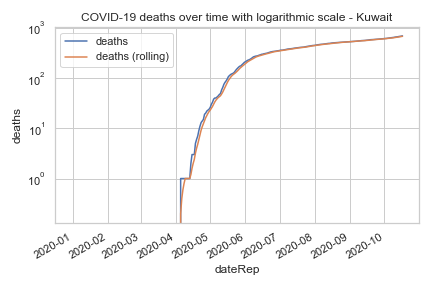 COVID-19 deaths over time with logarithmic scale - Kuwait
deaths
deaths (rolling)
10³
10²
10¹
10⁰
deaths
2020-01
2020-02
2020-03
2020-04
2020-05
2020-06
2020-07
2020-08
2020-09
2020-10
dateRep